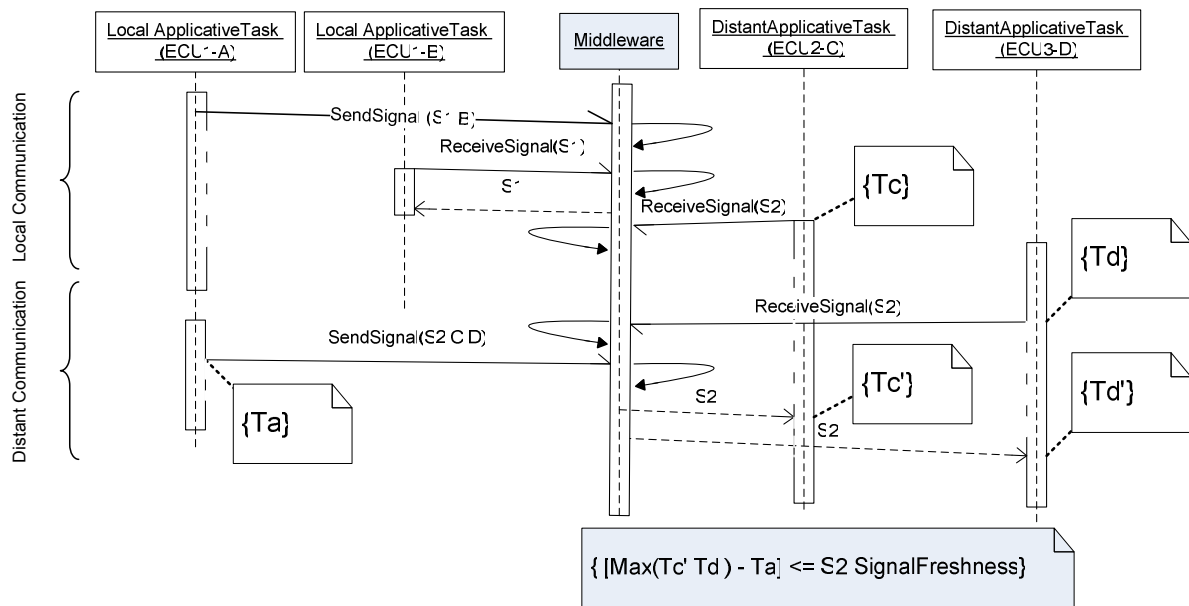 Local ApplicativeTask
(ECU1-A)
Local ApplicativeTask
(ECU1-B)
Middleware
DistantApplicativeTask
(ECU2-C)
DistantApplicativeTask
(ECU3-D)
Local Communication
SendSignal (S1 B)
ReceiveSignal(S1)
S1
ReceiveSignal(S2)
{Tc}
{Td}
Distant Communication
ReceiveSignal(S2)
SendSignal(S2 C D)
{Ta}
S2
{Tc'}
S2
{Td'}
{ [Max(Tc' Td ) - Ta] <= S2 SignalFreshness}